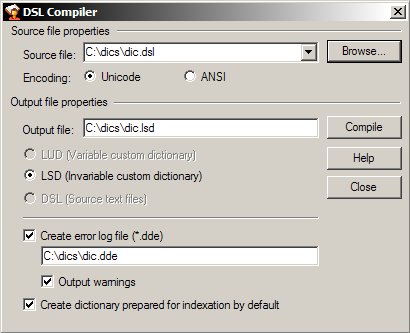 DSL Compiler
Source file properties
Source file: C:\dics\dic.dsl Browse...
Encoding: Unicode ANSI
Output file properties
Output file: C:\dics\dic.lsd Compile
LUD (Variable custom dictionary) Help
LSD (Invariable custom dictionary) Close
DSL (Source text files)
Create error log file (*.dde)
C:\dics\dic.dde
Output warnings
Create dictionary prepared for indexation by default